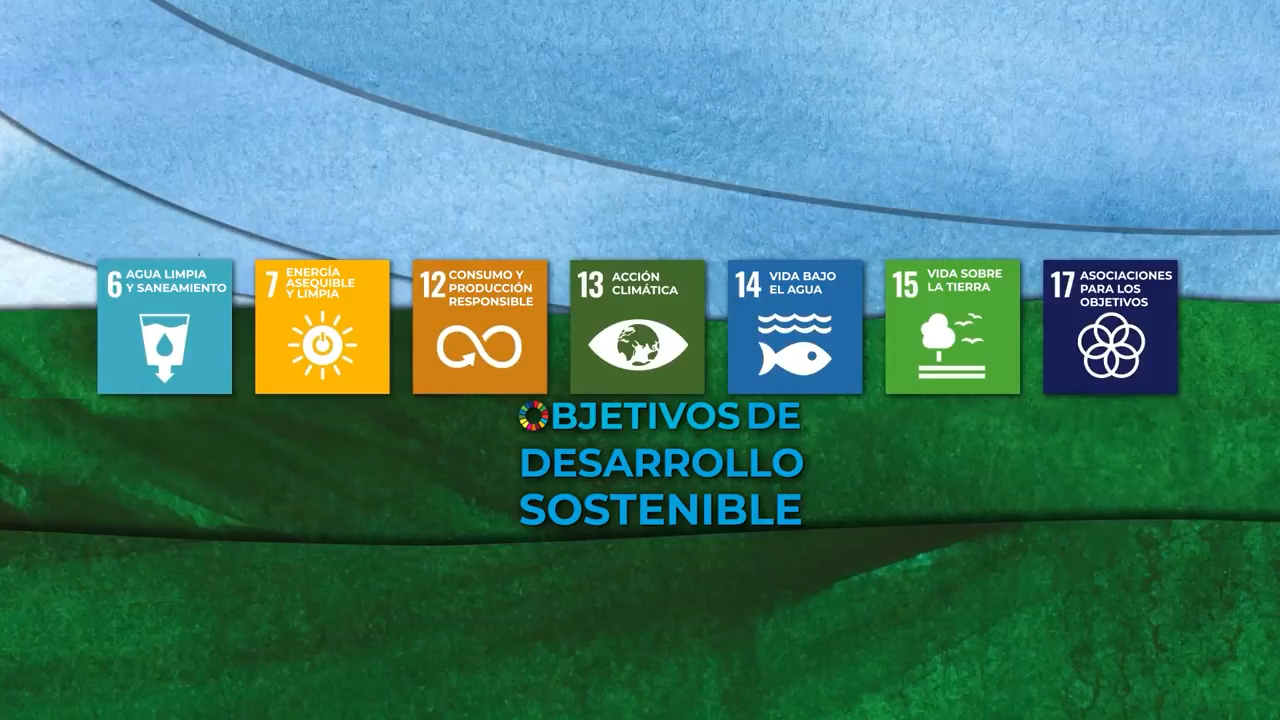 6 AGUA LIMPIA
Y SANEAMIENTO
7 ENERGÍA
ASEQUIBLE
Y LIMPIA
12 CONSUMO Y
PRODUCCIÓN
RESPONSIBLE
13 ACCIÓN
CLIMÁTICA
14 VIDA BAJO
EL AGUA
15 VIDA SOBRE
LA TIERRA
17 ASOCIACIONES
PARA LOS
OBJETIVOS
OBJETIVOS DE
DESARROLLO
SOSTENIBLE